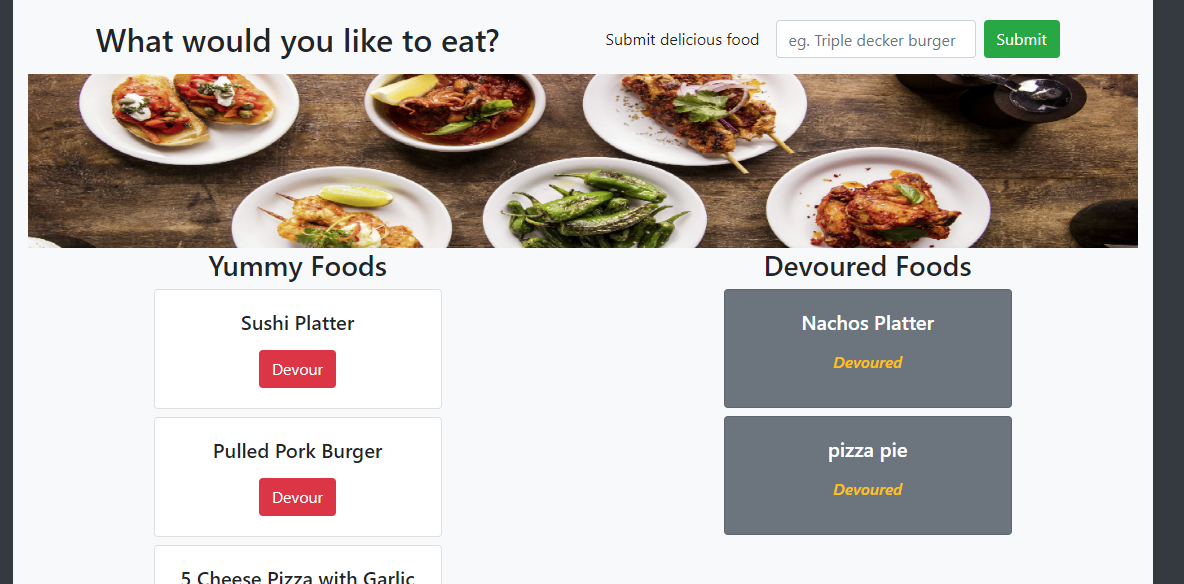 What would you like to eat?
Submit delicious food
eg. Triple decker burger
Submit
Yummy Foods
Sushi Platter
Devour
Pulled Pork Burger
Devour
5 Cheese Pizza with Garlic
Devoured Foods
Nachos Platter
Devoured
pizza pie
Devoured